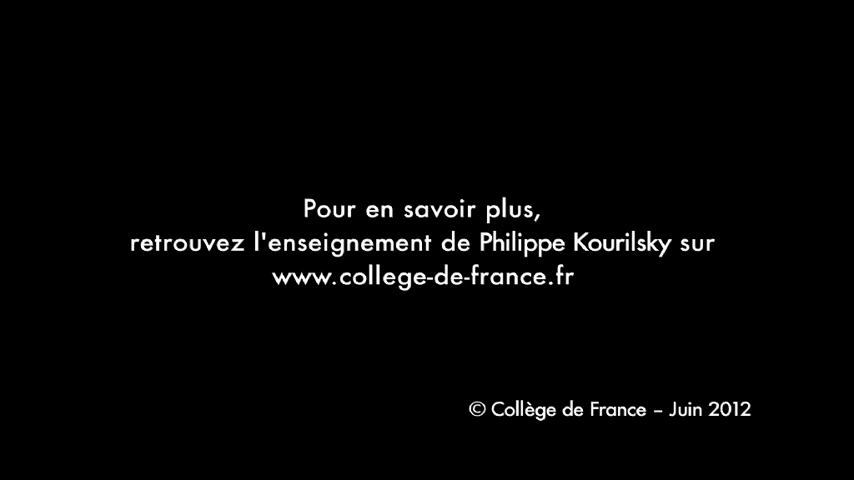 Pour en savoir plus,
retrouvez l'enseignement de Philippe Kourilsky sur
www.college-de-france.fr
© Collège de France – Juin 2012